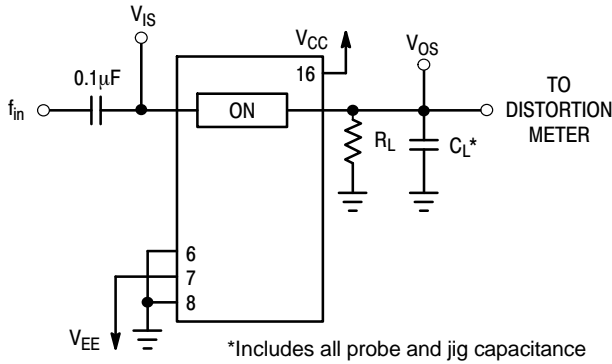 V_IS
V_CC
V_OS
16
0.1μF
f_in
ON
TO
DISTORTION
METER
R_L
C_L*
6
7
8
V_EE
*Includes all probe and jig capacitance